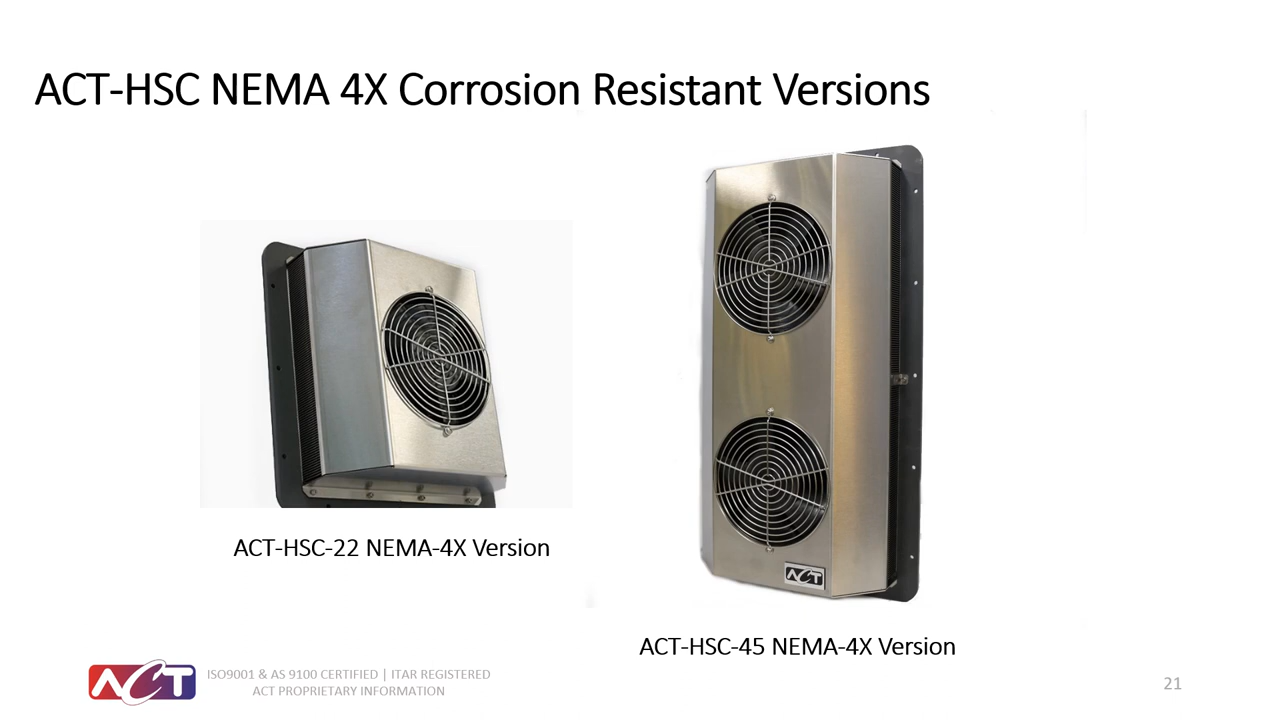 ACT-HSC NEMA 4X Corrosion Resistant Versions
ACT
ACT-HSC-22 NEMA-4X Version
ACT-HSC-45 NEMA-4X Version
ACT
ISO9001 & AS 9100 CERTIFIED | ITAR REGISTERED
ACT PROPRIETARY INFORMATION
21